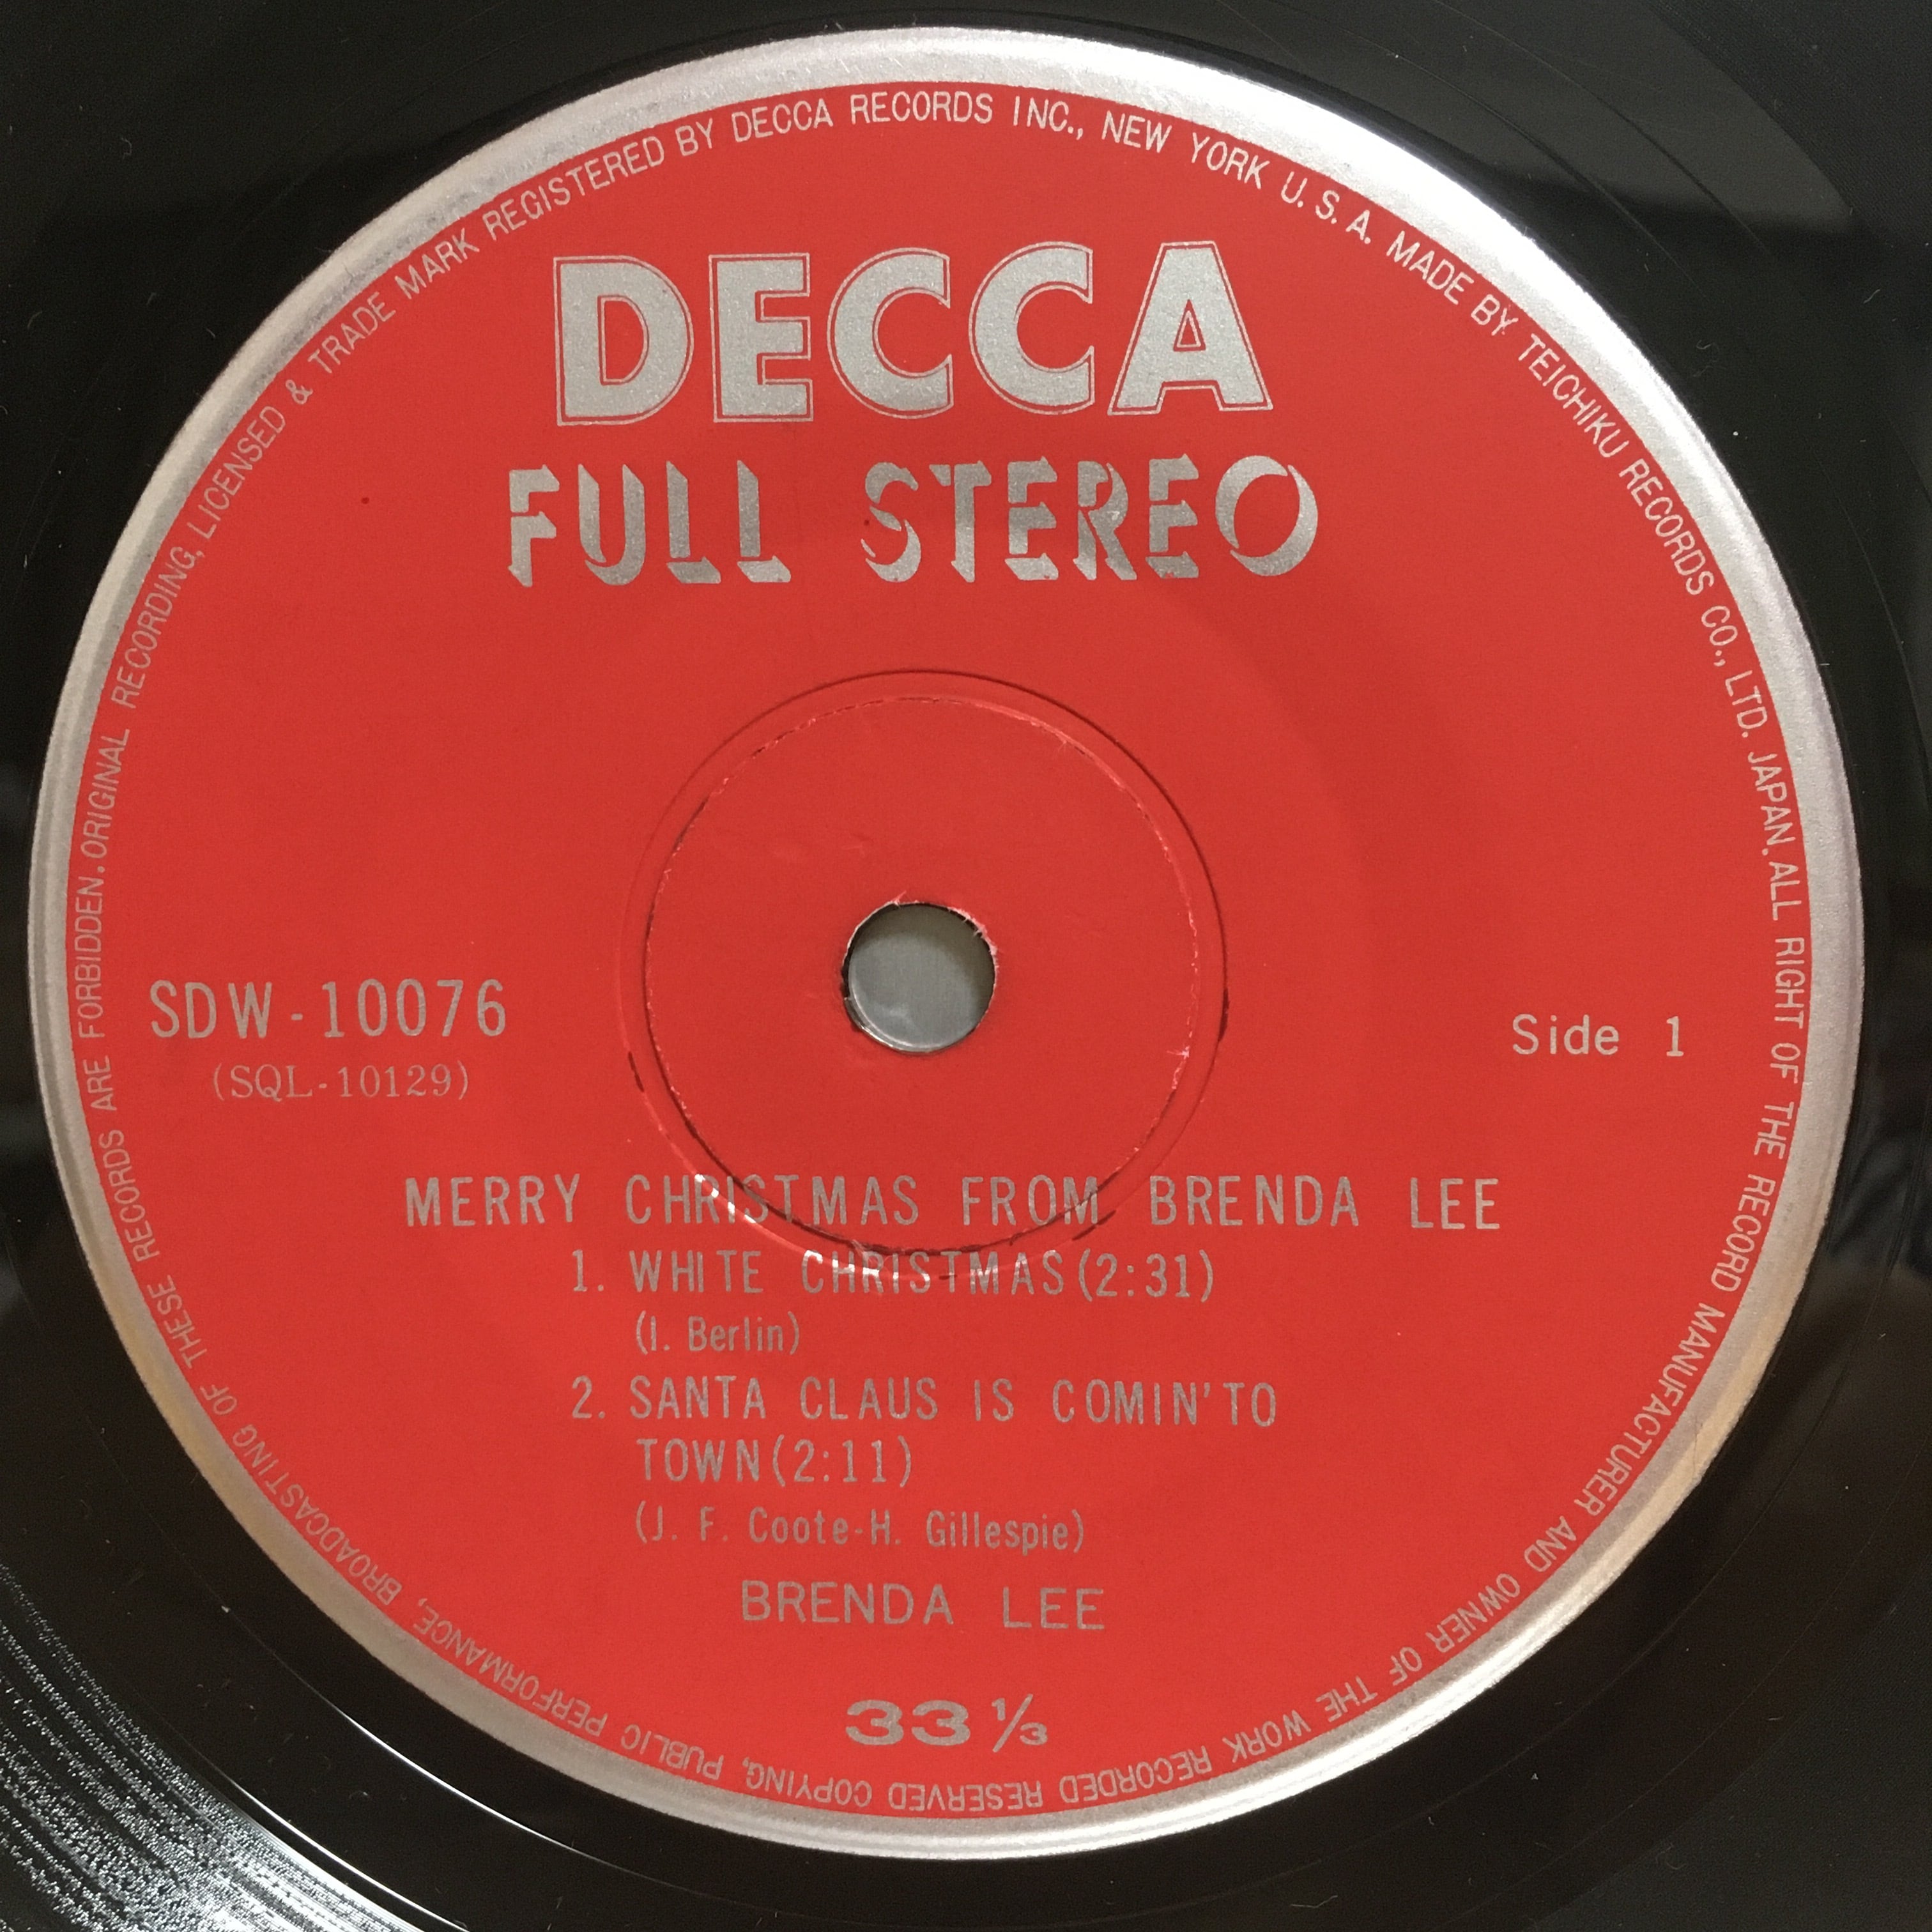 DECCA
FULL STEREO
SDW-10076
(SQL-10129)
Side 1
MERRY CHRISTMAS FROM BRENDA LEE
1. WHITE CHRISTMAS(2:31)
(I. Berlin)
2. SANTA CLAUS IS COMIN' TO
TOWN(2:11)
(J. F. Coote-H. Gillespie)
BRENDA LEE
33 1/3
ORIGINAL RECORDING, LICENSED & TRADE MARK REGISTERED BY DECCA RECORDS INC., NEW YORK U.S.A. MADE BY TEICHIKU RECORDS CO., LTD. JAPAN. ALL RIGHT OF THE RECORD MANUFACTURER AND OWNER OF THE WORK RECORDED RESERVED COPYING, PUBLIC PERFORMANCE, BROADCASTING OF THESE RECORDS ARE FORBIDDEN.